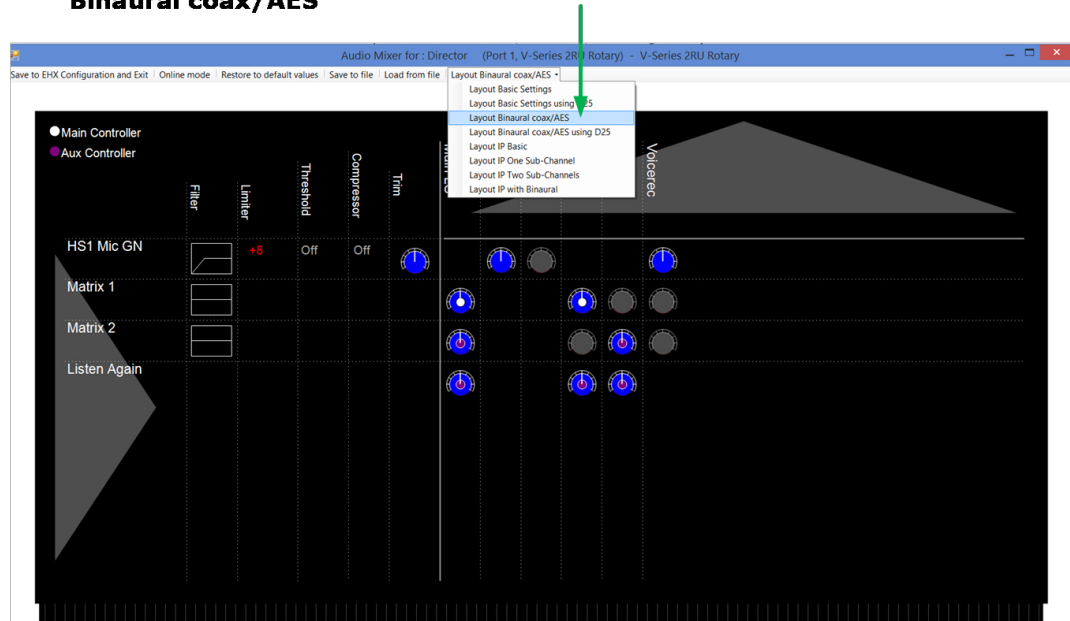 Binaural coax/AES
Audio Mixer for : Director (Port 1, V-Series 2RU Rotary) - V-Series 2RU Rotary
Save to EHX Configuration and Exit Online mode Restore to default values Save to file Load from file Layout Binaural coax/AES
Layout Basic Settings
Layout Basic Settings using 25
Layout Binaural coax/AES
Layout Binaural coax/AES using D25
Layout IP Basic
Layout IP One Sub-Channel
Layout IP Two Sub-Channels
Layout IP with Binaural
Main Controller
Aux Controller
Filter
Limiter
Threshold
Compressor
Trim
Voicerec
HS1 Mic GN
+8
Off
Off
Matrix 1
Matrix 2
Listen Again